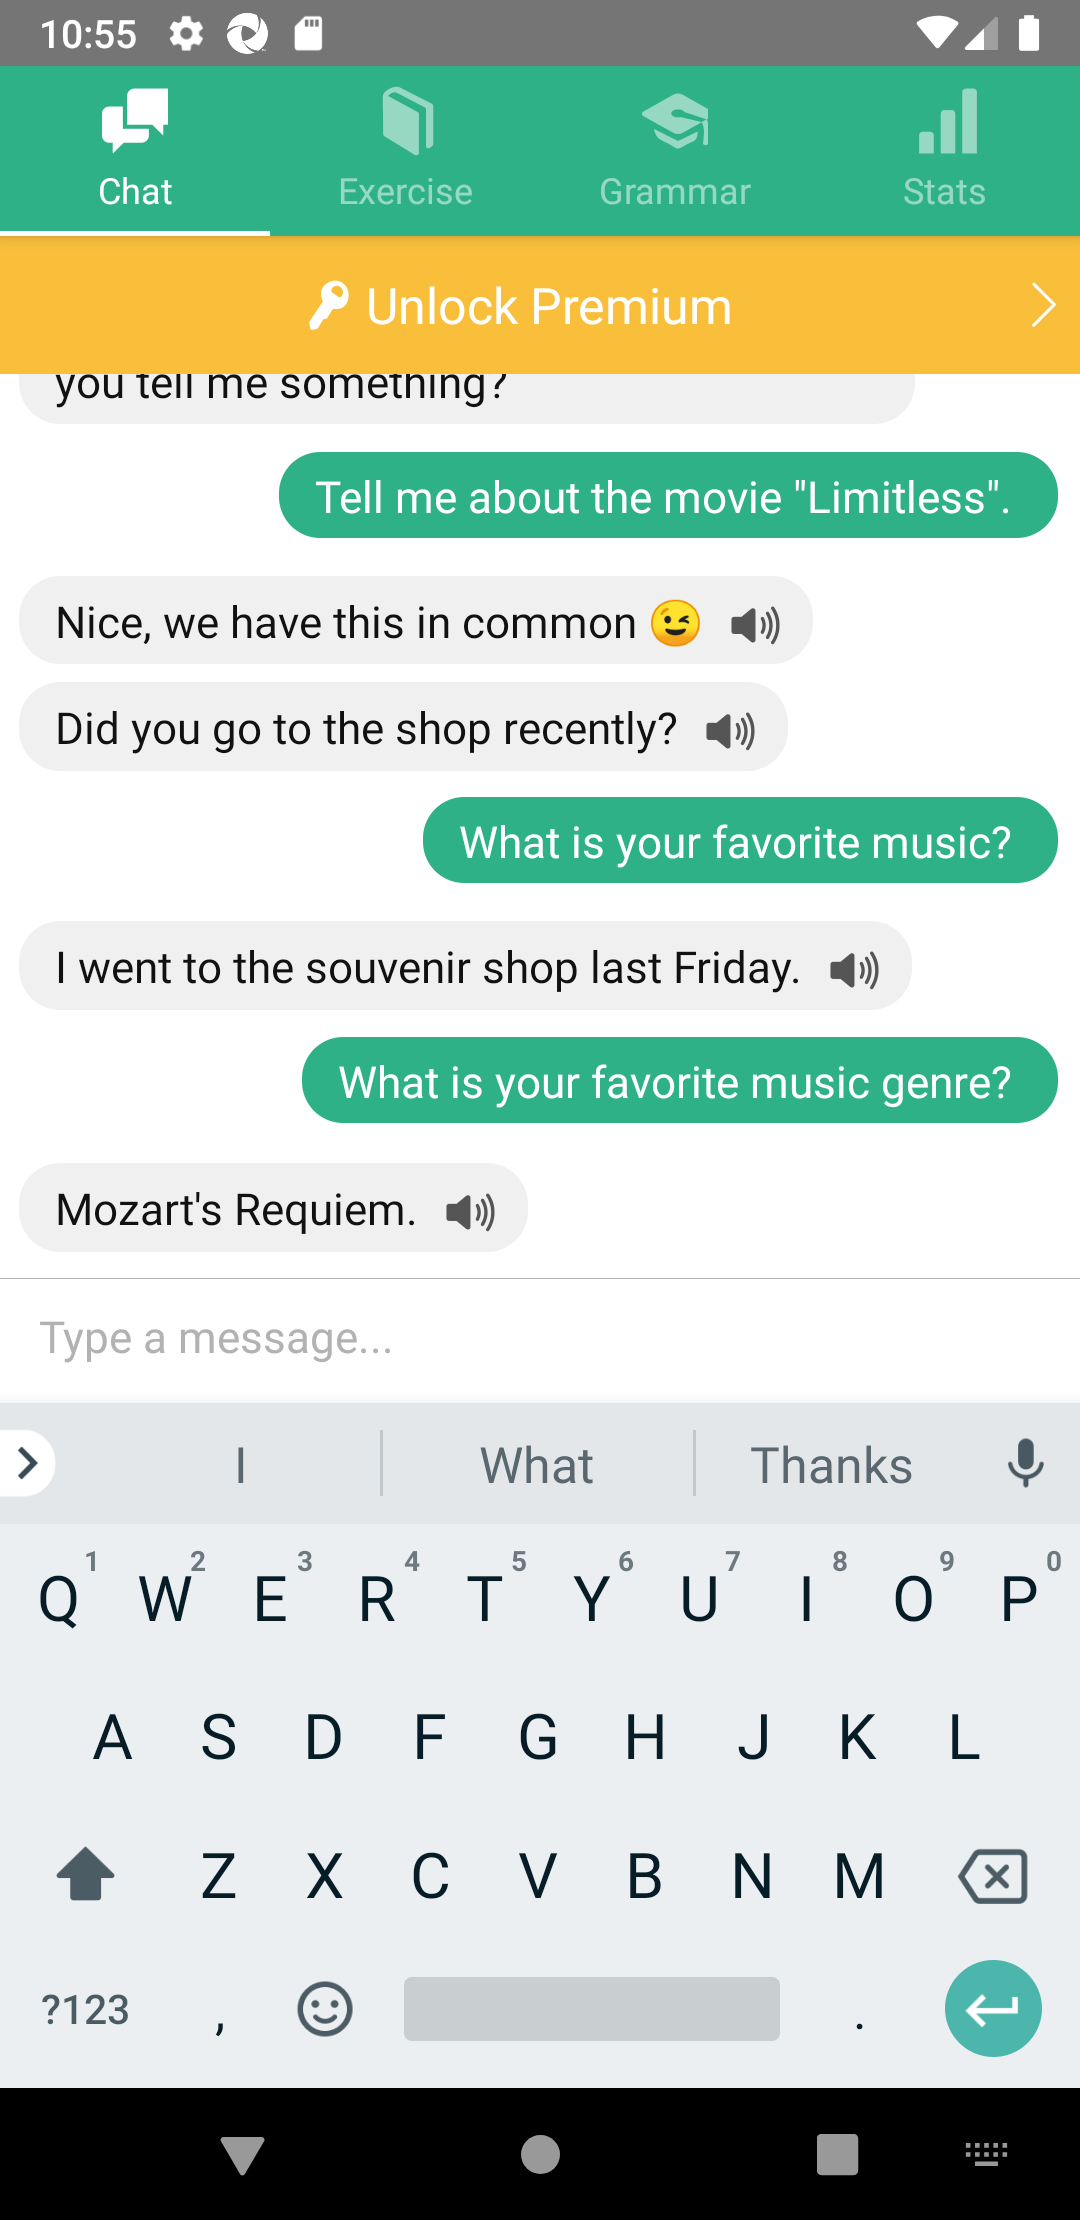 10:55
Chat
Exercise
Grammar
Stats
Unlock Premium
you tell me something?
Tell me about the movie "Limitless".
Nice, we have this in common 😉
Did you go to the shop recently?
What is your favorite music?
I went to the souvenir shop last Friday.
What is your favorite music genre?
Mozart's Requiem.
Type a message...
I What Thanks
1 2 3 4 5 6 7 8 9 0
Q W E R T Y U I O P
A S D F G H J K L
Z X C V B N M
?123 , .